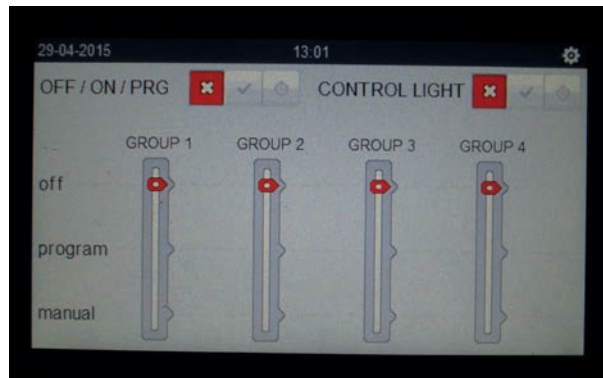 29-04-2015 13:01
OFF / ON / PRG CONTROL LIGHT
GROUP 1 GROUP 2 GROUP 3 GROUP 4
off
program
manual